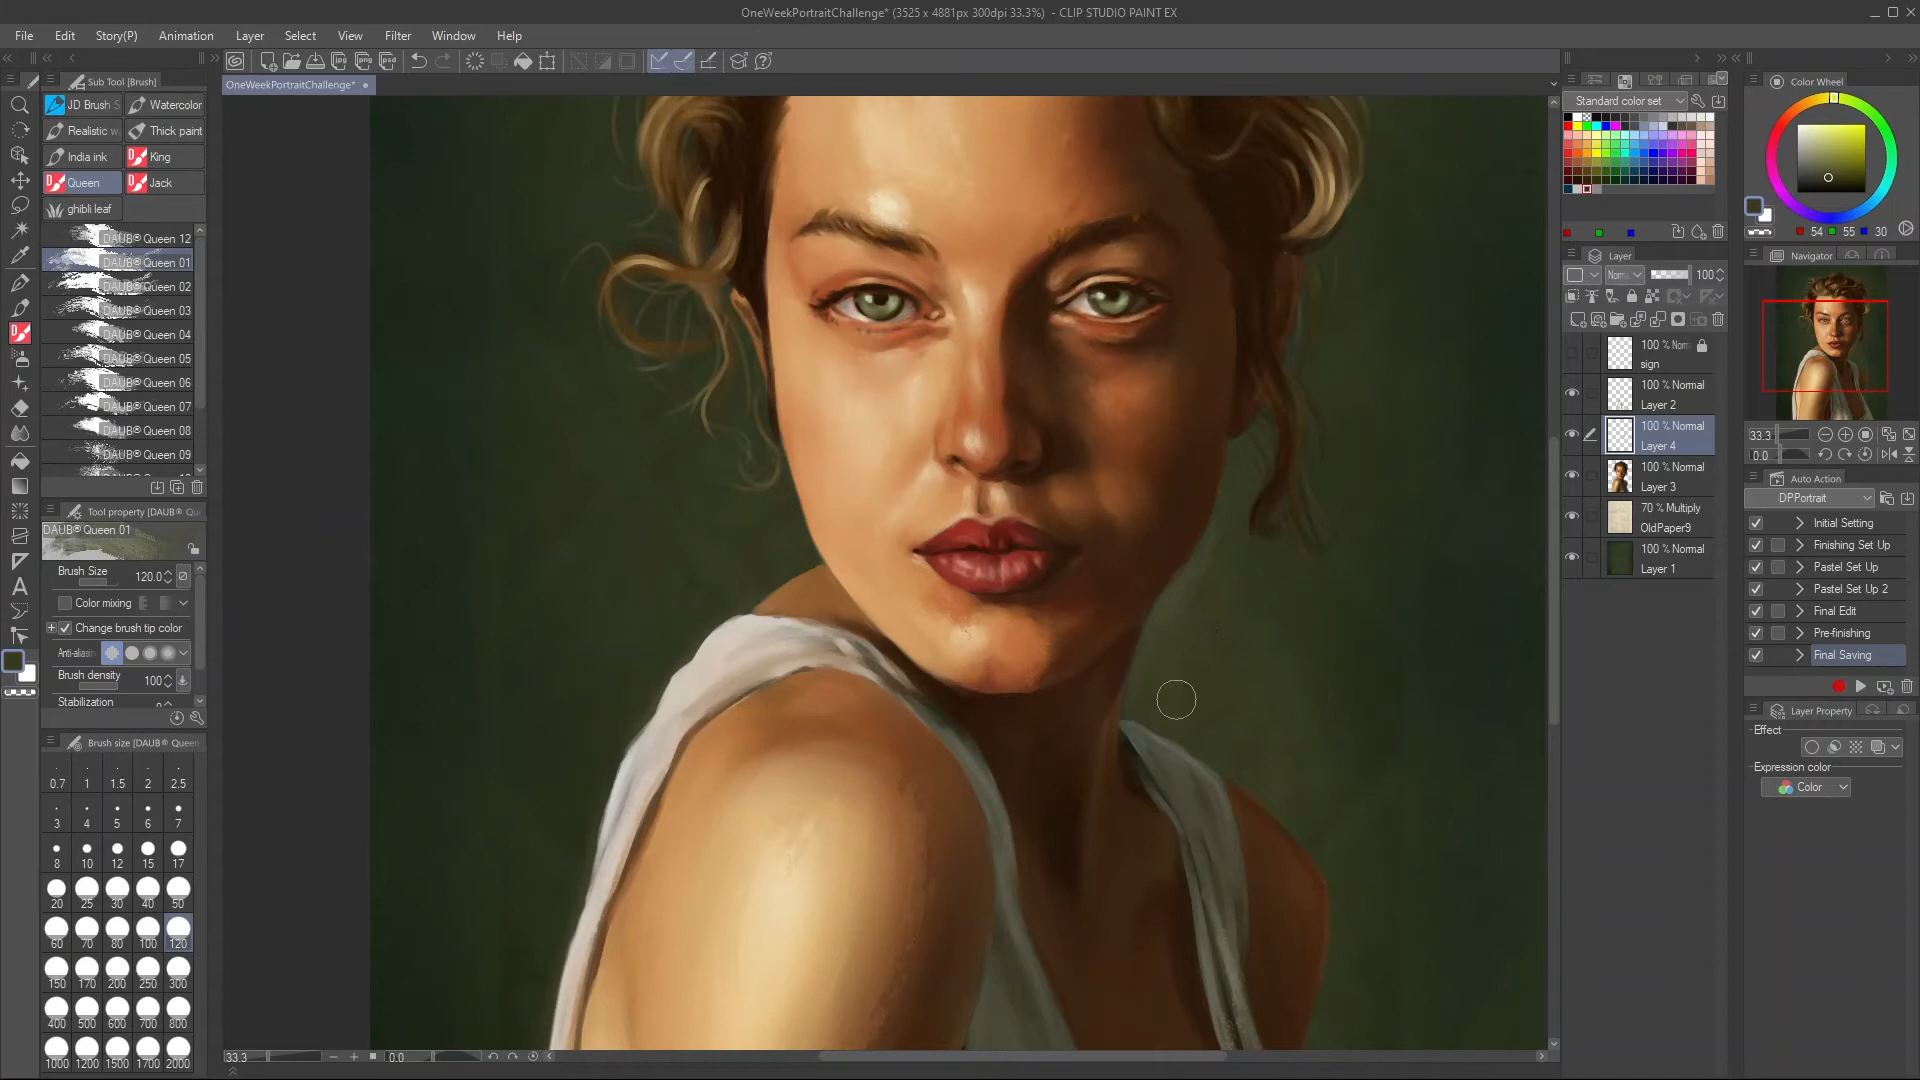 OneWeekPortraitChallenge* (3525 x 4881px 300dpi 33.3%) - CLIP STUDIO PAINT EX
File Edit Story(P) Animation Layer Select View Filter Window Help
Sub Tool [Brush]
OneWeekPortraitChallenge*
JD Brush S Watercolor
Realistic w Thick paint
India ink King
Queen Jack
ghibli leaf
DAUB® Queen 12
DAUB® Queen 01
DAUB® Queen 02
DAUB® Queen 03
DAUB® Queen 04
DAUB® Queen 05
DAUB® Queen 06
DAUB® Queen 07
DAUB® Queen 08
DAUB® Queen 09
Tool property [DAUB® Qu
DAUB® Queen 01
Brush Size 120.0
Color mixing
Change brush tip color
Anti-aliasin
Brush density 100
Stabilization
Brush size [DAUB® Queen
0.7 1 1.5 2 2.5
3 4 5 6 7
8 10 12 15 17
20 25 30 40 50
60 70 80 100 120
150 170 200 250 300
400 500 600 700 800
1000 1200 1500 1700 2000
33.3 0.0
Standard color set
Layer
Norm 100
100 % Norm
sign
100 % Normal
Layer 2
100 % Normal
Layer 4
100 % Normal
Layer 3
70 % Multiply
OldPaper9
100 % Normal
Layer 1
Color Wheel
54 55 30
Navigator
33.3
0.0
Auto Action
DPPortrait
Initial Setting
Finishing Set Up
Pastel Set Up
Pastel Set Up 2
Final Edit
Pre-finishing
Final Saving
Layer Property
Effect
Expression color
Color